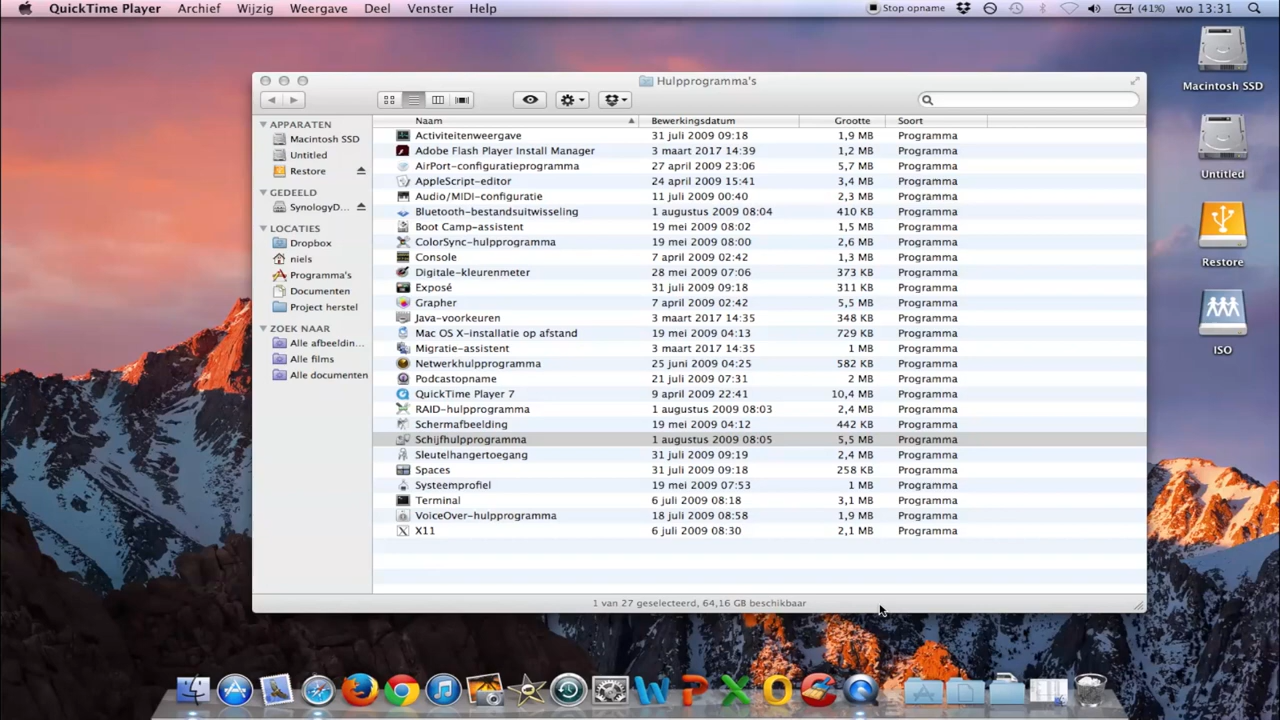 QuickTime Player Archief Wijzig Weergave Deel Venster Help Stop opname (41%) wo 13:31
Hulpprogramma's
Naam Bewerkingsdatum Grootte Soort
APPARATEN
Macintosh SSD
Untitled
Restore
GEDEELD
SynologyD...
LOCATIES
Dropbox
niels
Programma's
Documenten
Project herstel
ZOEK NAAR
Alle afbeeldin...
Alle films
Alle documenten
Activiteitenweergave 31 juli 2009 09:18 1,9 MB Programma
Adobe Flash Player Install Manager 3 maart 2017 14:39 1,2 MB Programma
AirPort-configuratieprogramma 27 april 2009 23:06 5,7 MB Programma
AppleScript-editor 24 april 2009 15:41 3,4 MB Programma
Audio/MIDI-configuratie 11 juli 2009 00:40 2,3 MB Programma
Bluetooth-bestandsuitwisseling 1 augustus 2009 08:04 410 KB Programma
Boot Camp-assistent 19 mei 2009 08:02 1,5 MB Programma
ColorSync-hulpprogramma 19 mei 2009 08:00 2,6 MB Programma
Console 7 april 2009 02:42 1,3 MB Programma
Digitale-kleurenmeter 28 mei 2009 07:06 373 KB Programma
Exposé 31 juli 2009 09:18 311 KB Programma
Grapher 7 april 2009 02:42 5,5 MB Programma
Java-voorkeuren 3 maart 2017 14:35 348 KB Programma
Mac OS X-installatie op afstand 19 mei 2009 04:13 729 KB Programma
Migratie-assistent 3 maart 2017 14:35 1 MB Programma
Netwerkhulpprogramma 25 juni 2009 04:25 582 KB Programma
Podcastopname 21 juli 2009 07:31 2 MB Programma
QuickTime Player 7 9 april 2009 22:41 10,4 MB Programma
RAID-hulpprogramma 1 augustus 2009 08:03 2,4 MB Programma
Schermafbeelding 19 mei 2009 04:12 442 KB Programma
Schijfhulpprogramma 1 augustus 2009 08:05 5,5 MB Programma
Sleutelhangertoegang 31 juli 2009 09:19 2,4 MB Programma
Spaces 31 juli 2009 09:18 258 KB Programma
Systeemprofiel 19 mei 2009 07:53 1 MB Programma
Terminal 6 juli 2009 08:18 3,1 MB Programma
VoiceOver-hulpprogramma 18 juli 2009 08:58 1,9 MB Programma
X11 6 juli 2009 08:30 2,1 MB Programma
1 van 27 geselecteerd, 64,16 GB beschikbaar
Macintosh SSD
Untitled
Restore
ISO